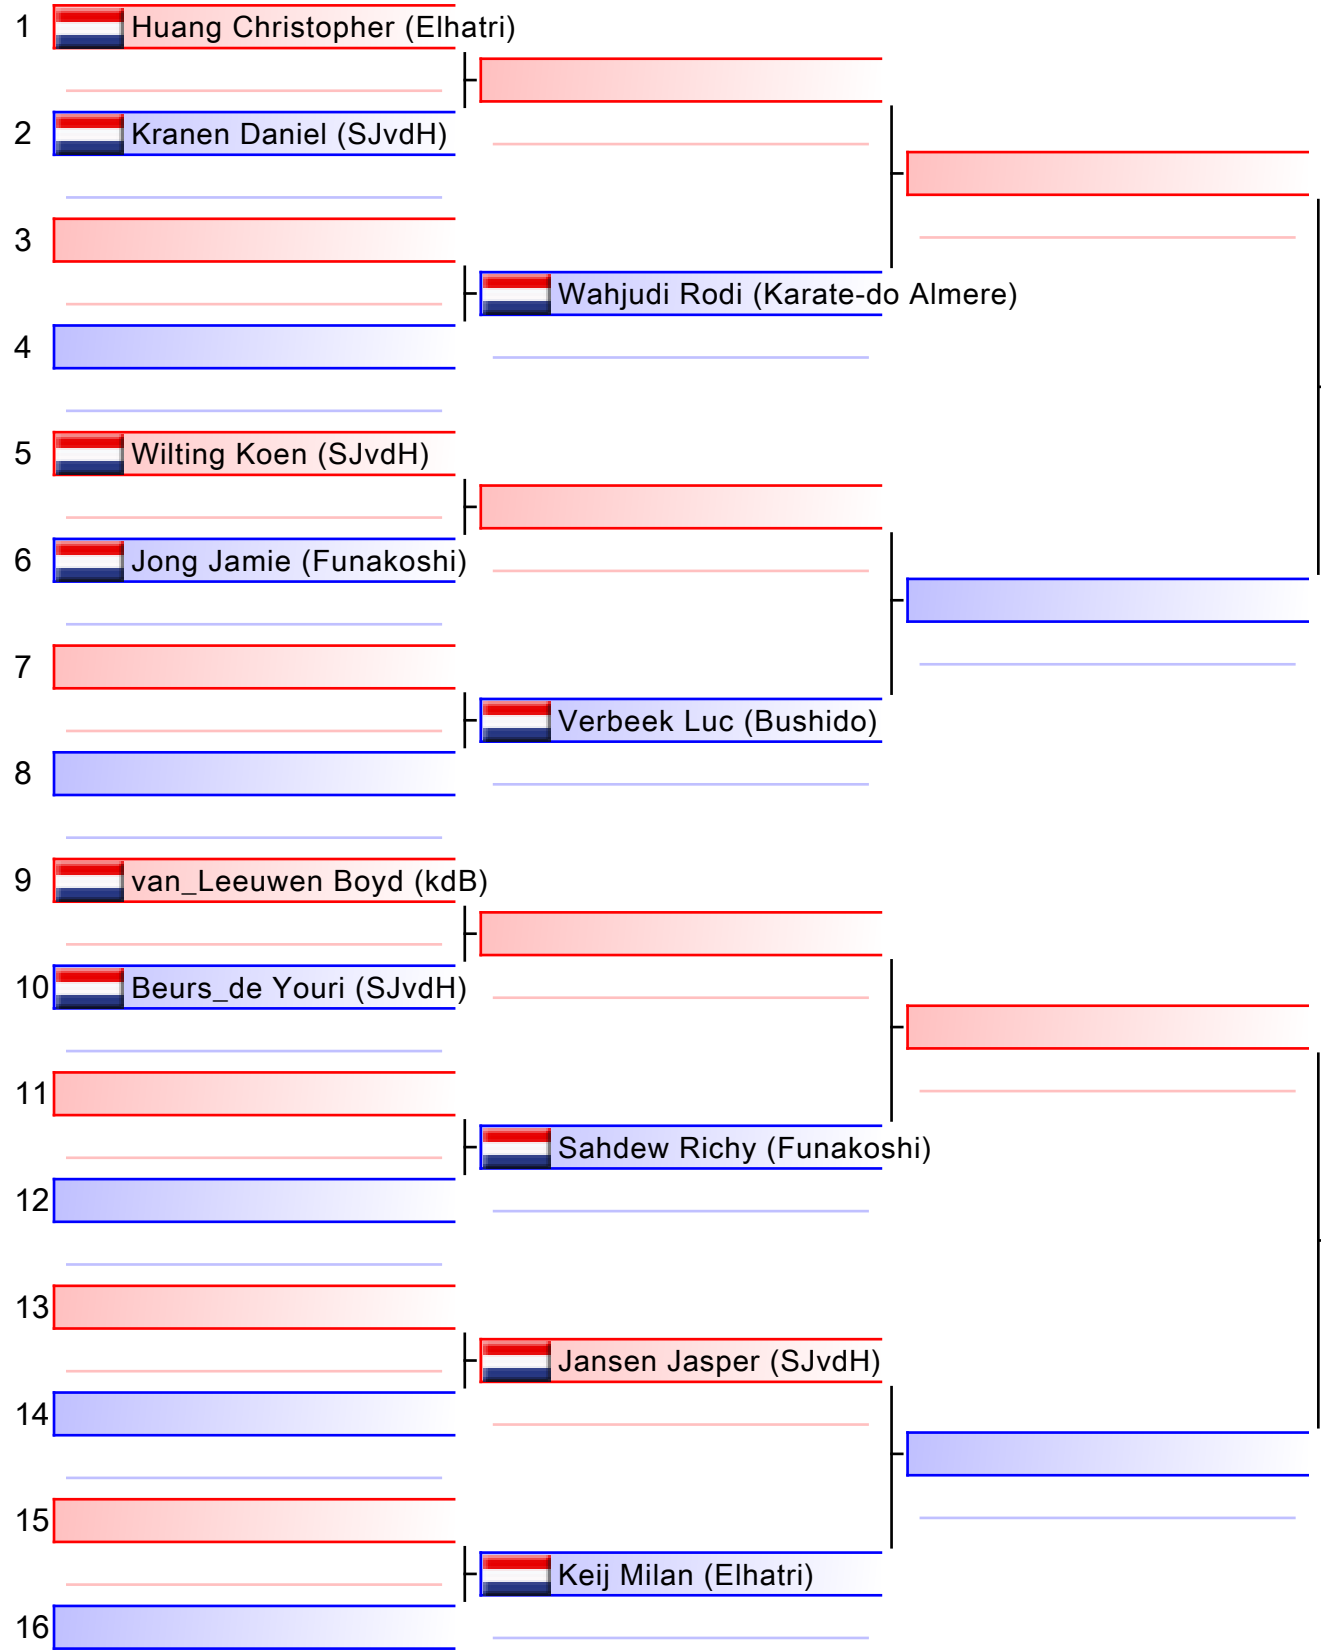 1 Huang Christopher (Elhatri)
2 Kranen Daniel (SJvdH)
3
Wahjudi Rodi (Karate-do Almere)
4
5 Wilting Koen (SJvdH)
6 Jong Jamie (Funakoshi)
7
Verbeek Luc (Bushido)
8
9 van_Leeuwen Boyd (kdB)
10 Beurs_de Youri (SJvdH)
11
Sahdew Richy (Funakoshi)
12
13
Jansen Jasper (SJvdH)
14
15
Keij Milan (Elhatri)
16